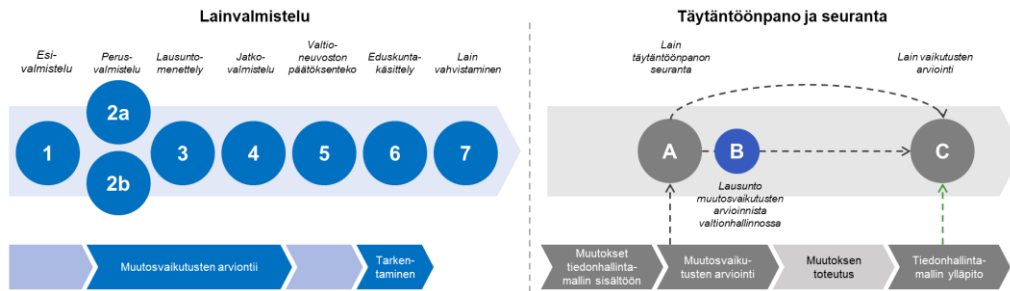 Lainvalmistelu
Esi-
valmistelu
Perus-
valmistelu
Lausunto-
menettely
Jatko-
valmistelu
Valtio-
neuvoston
päätöksenteko
Eduskunta-
käsittely
Lain
vahvistaminen
1
2a
2b
3
4
5
6
7
Muutosvaikutusten arviontii
Tarken-
taminen
Täytäntöönpano ja seuranta
Lain
täytäntöönpanon
seuranta
Lain vaikutusten
arviointi
A
B
C
Lausunto
muutosvaikutusten
arvioinnista
valtionhallinnossa
Muutokset
tiedonhallinta-
mallin sisältöön
Muutosvaiku-
tusten arviointi
Muutoksen
toteutus
Tiedonhallinta-
mallin ylläpito